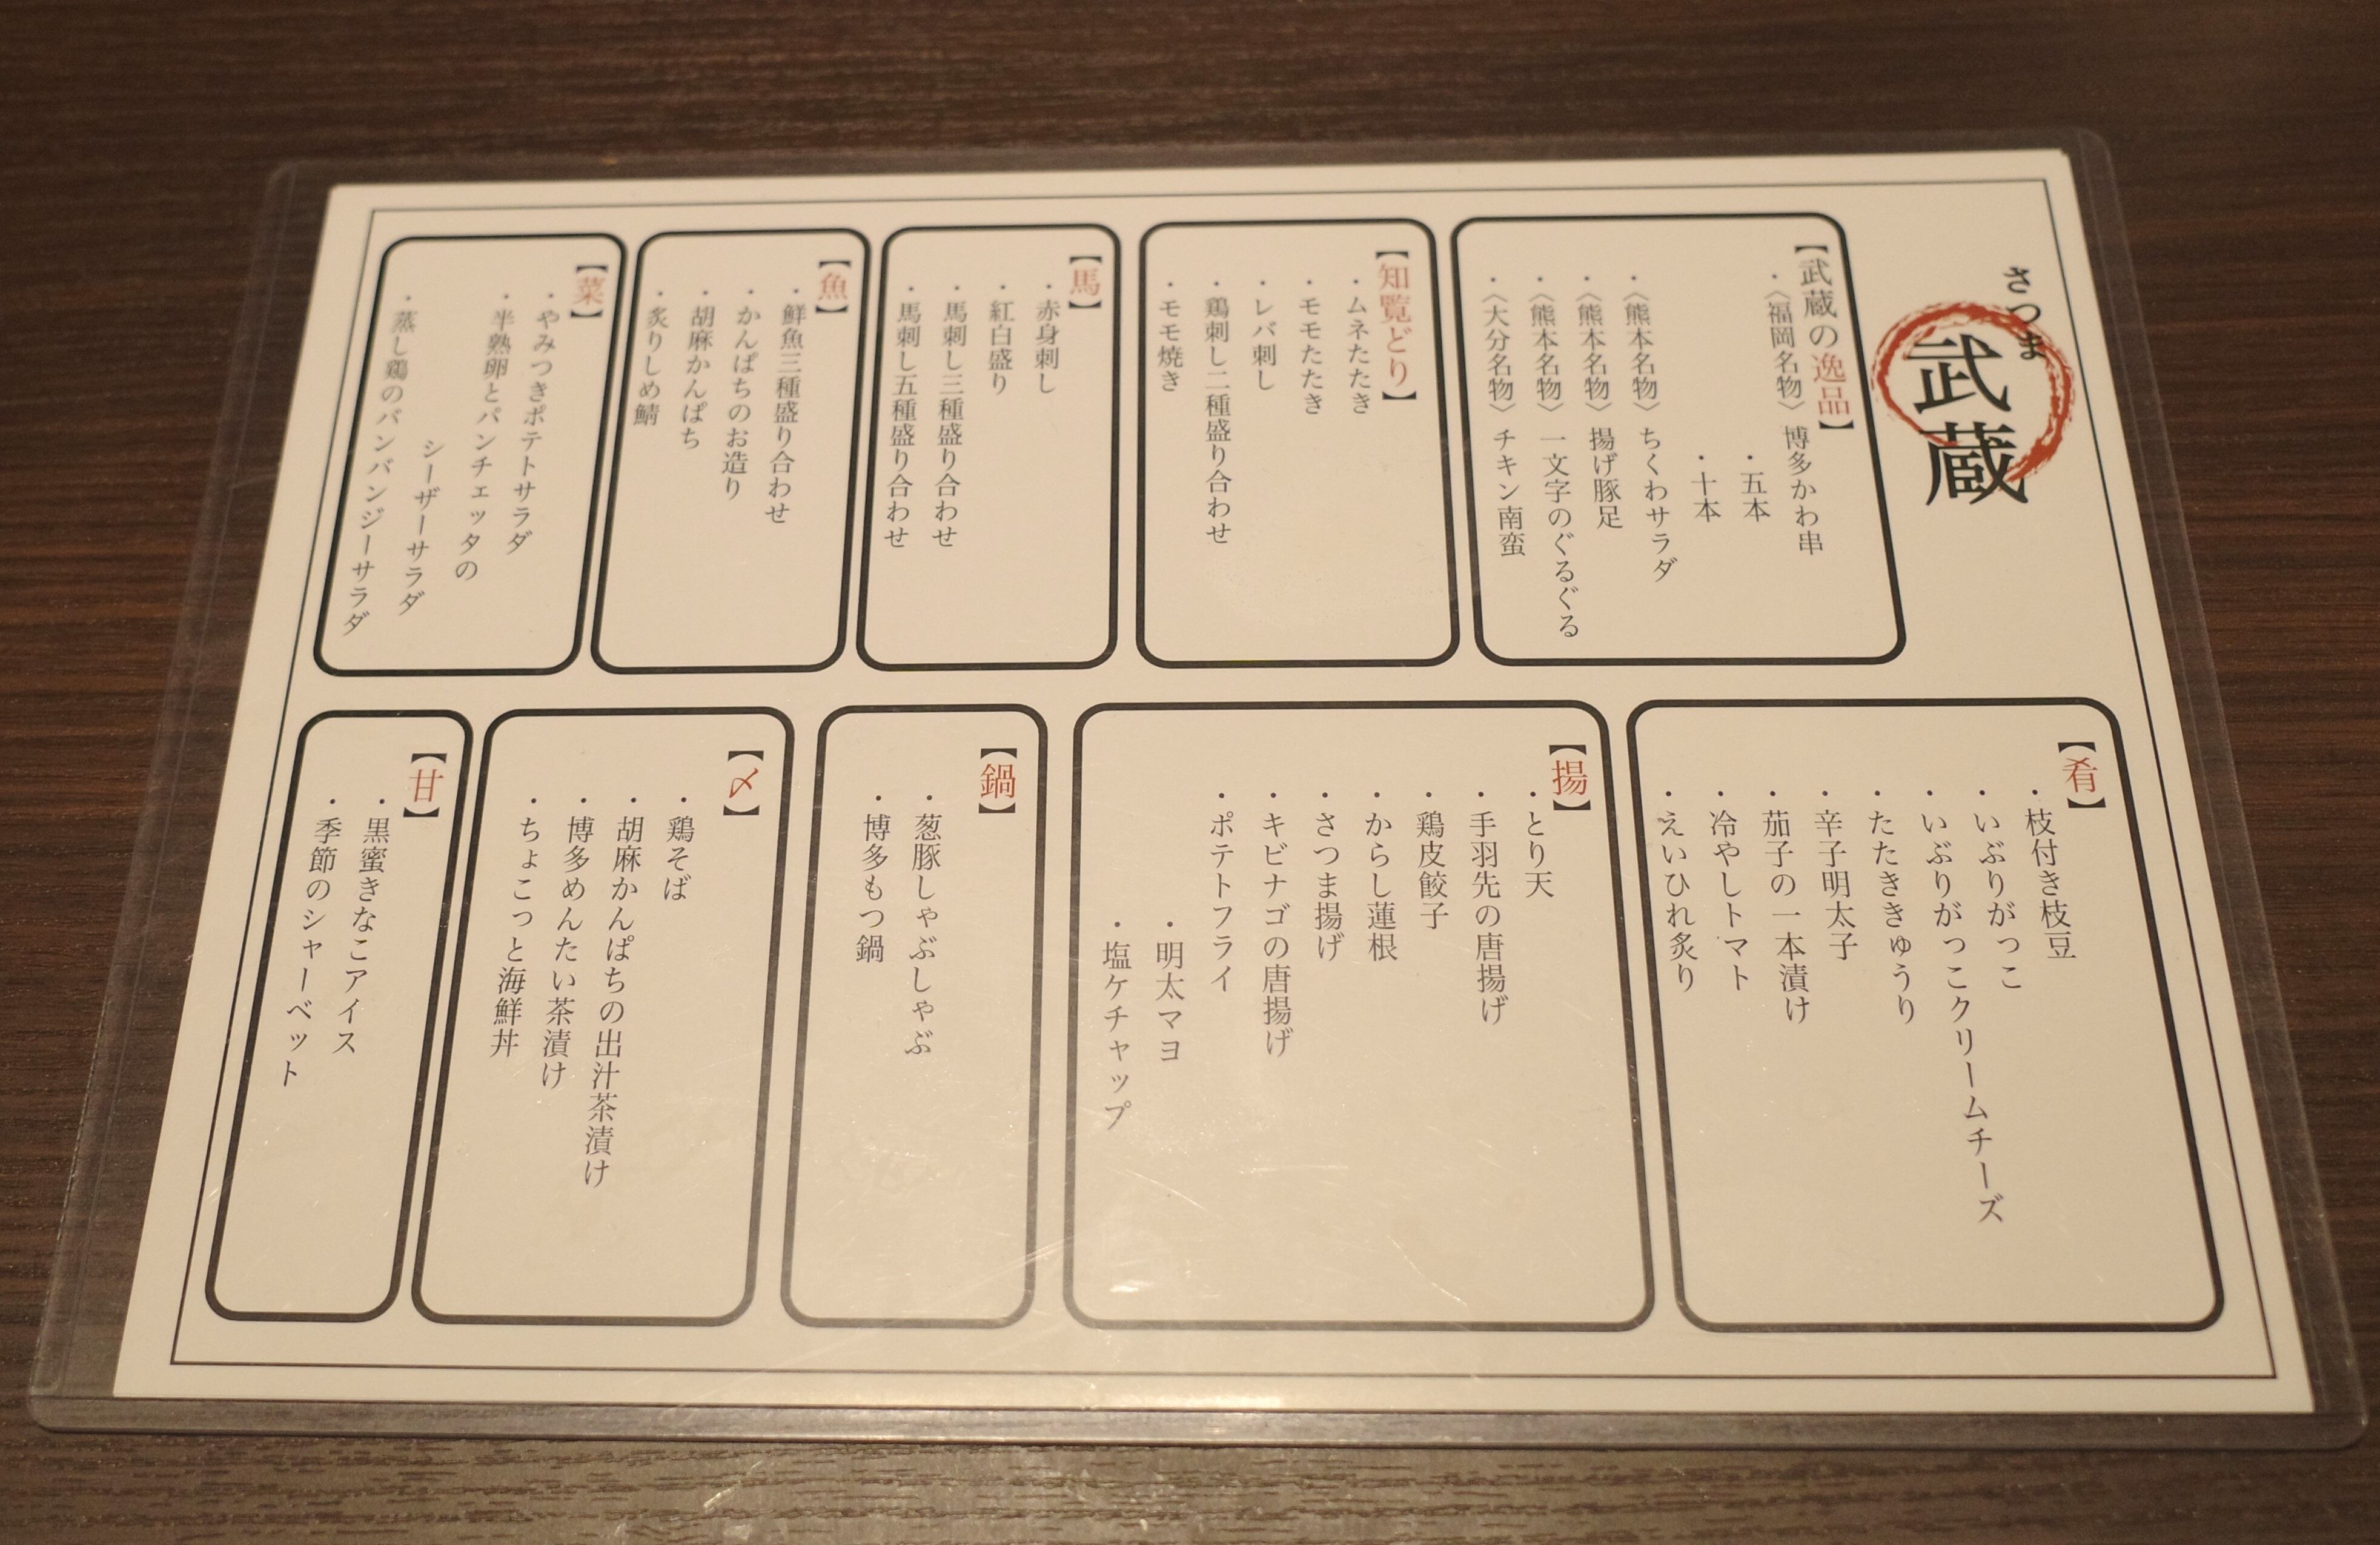 さつま
武蔵
【武蔵の逸品】
・〈福岡名物〉博多かわ串
・五本
・十本
・〈熊本名物〉ちくわサラダ
・〈熊本名物〉揚げ豚足
・〈熊本名物〉一文字のぐるぐる
・〈大分名物〉チキン南蛮
【知覧どり】
・ムネたたき
・モモたたき
・レバ刺し
・鶏刺し二種盛り合わせ
・モモ焼き
【馬】
・赤身刺し
・紅白盛り
・馬刺し三種盛り合わせ
・馬刺し五種盛り合わせ
【魚】
・鮮魚三種盛り合わせ
・かんぱちのお造り
・胡麻かんぱち
・炙りしめ鯖
【菜】
・やみつきポテトサラダ
・半熟卵とパンチェッタの
シーザーサラダ
・蒸し鶏のバンバンジーサラダ
【肴】
・枝付き枝豆
・いぶりがっこ
・いぶりがっこクリームチーズ
・たたききゅうり
・辛子明太子
・茄子の一本漬け
・冷やしトマト
・えいひれ炙り
【揚】
・とり天
・手羽先の唐揚げ
・鶏皮餃子
・からし蓮根
・さつま揚げ
・キビナゴの唐揚げ
・ポテトフライ
・明太マヨ
・塩ケチャップ
【鍋】
・葱豚しゃぶしゃぶ
・博多もつ鍋
【〆】
・鶏そば
・胡麻かんぱちの出汁茶漬け
・博多めんたい茶漬け
・ちょこっと海鮮丼
【甘】
・黒蜜きなこアイス
・季節のシャーベット